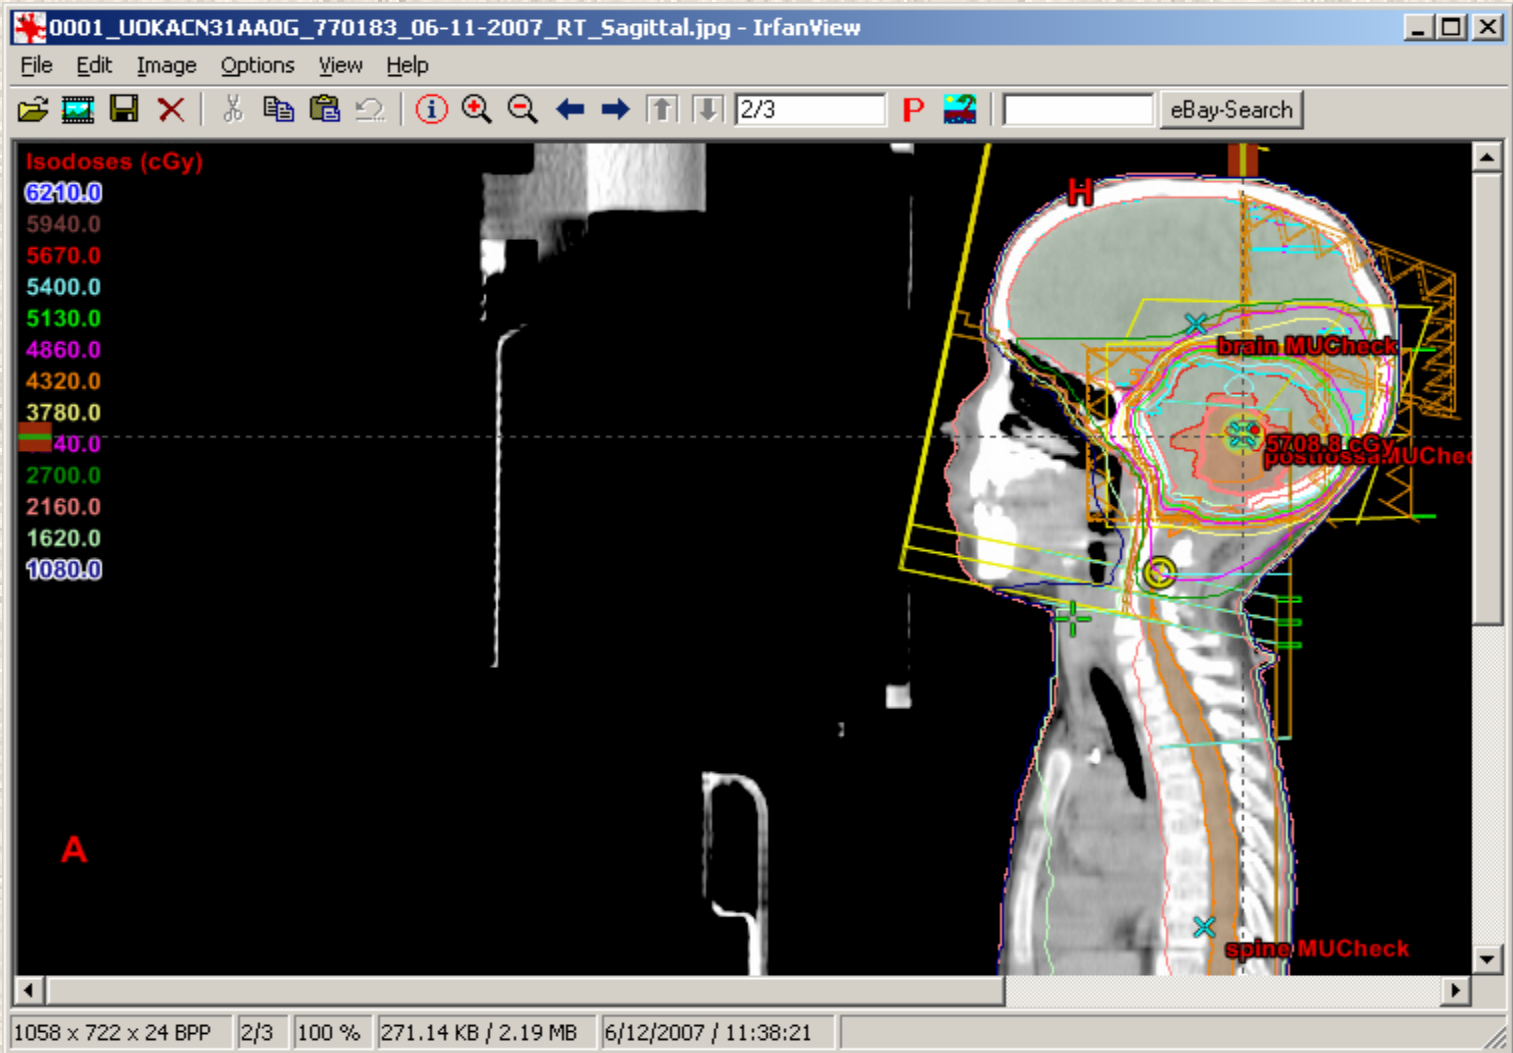 0001_UOKACN31AA0G_770183_06-11-2007_RT_Sagittal.jpg - IrfanView
File Edit Image Options View Help
2/3 P eBay-Search
Isodoses (cGy)
6210.0
5940.0
5670.0
5400.0
5130.0
4860.0
4320.0
3780.0
40.0
2700.0
2160.0
1620.0
1080.0
H
brain MUCheck
5708.8 cGy
postfossa MUChec
A
spine MUCheck
1058 x 722 x 24 BPP 2/3 100 % 271.14 KB / 2.19 MB 6/12/2007 / 11:38:21